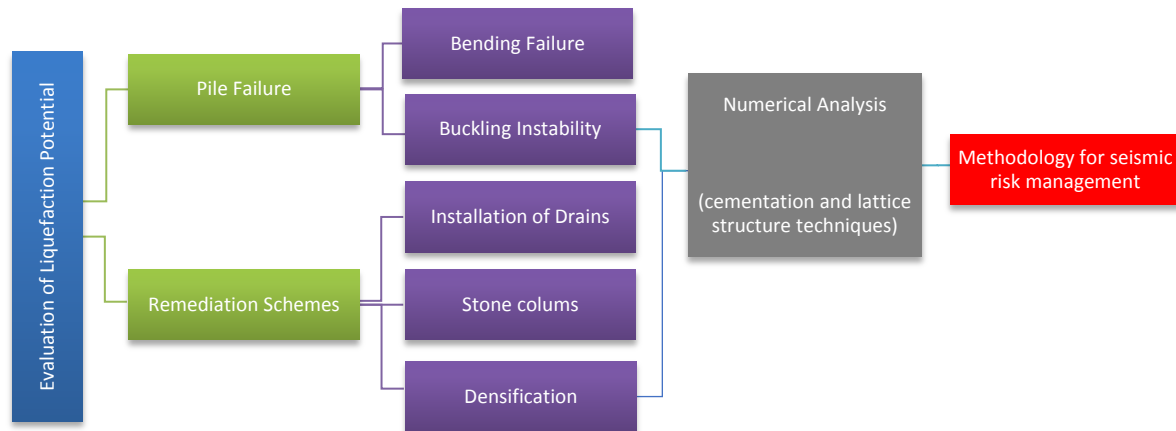 Evaluation of Liquefaction Potential
Pile Failure
Remediation Schemes
Bending Failure
Buckling Instability
Installation of Drains
Stone colums
Densification
Numerical Analysis
(cementation and lattice
structure techniques)
Methodology for seismic
risk management